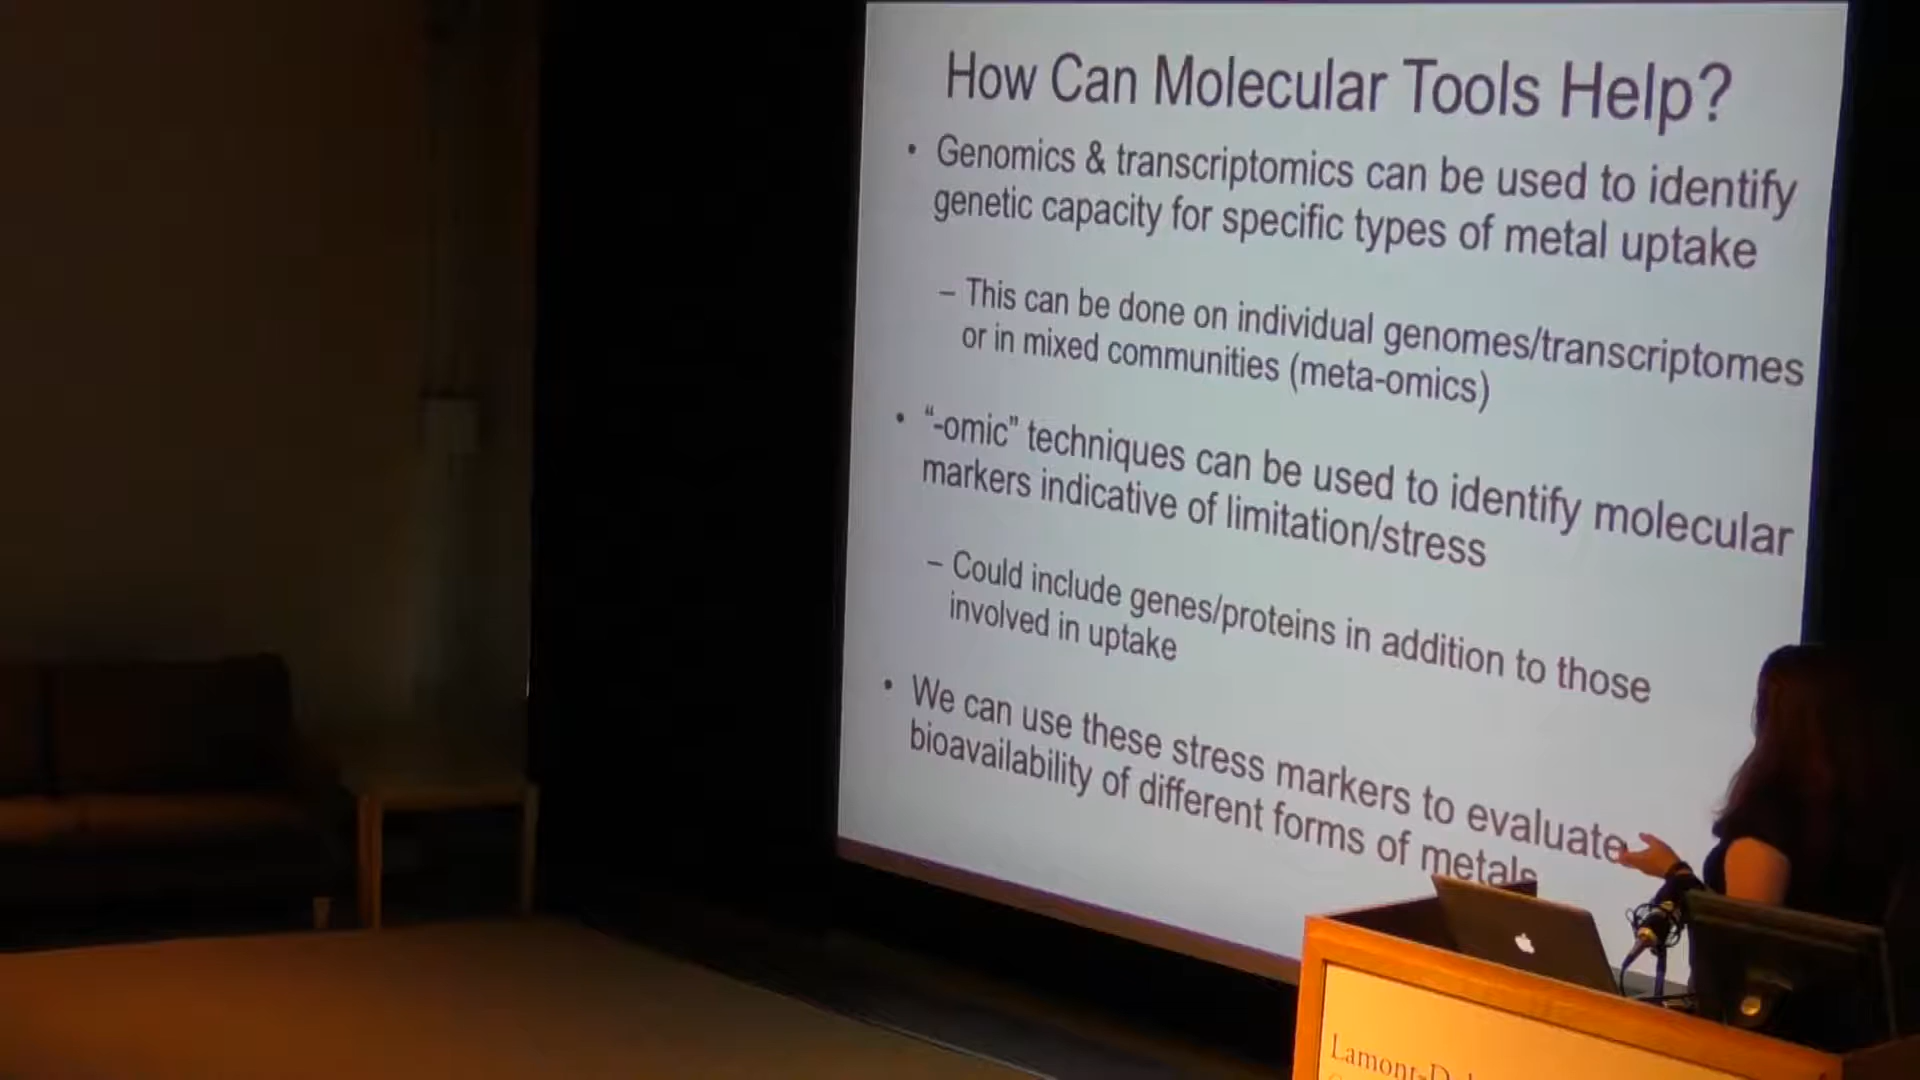 How Can Molecular Tools Help?
• Genomics & transcriptomics can be used to identify
genetic capacity for specific types of metal uptake
– This can be done on individual genomes/transcriptomes
or in mixed communities (meta-omics)
• “-omic” techniques can be used to identify molecular
markers indicative of limitation/stress
– Could include genes/proteins in addition to those
involved in uptake
• We can use these stress markers to evaluate
bioavailability of different forms of metals
Lamont-D